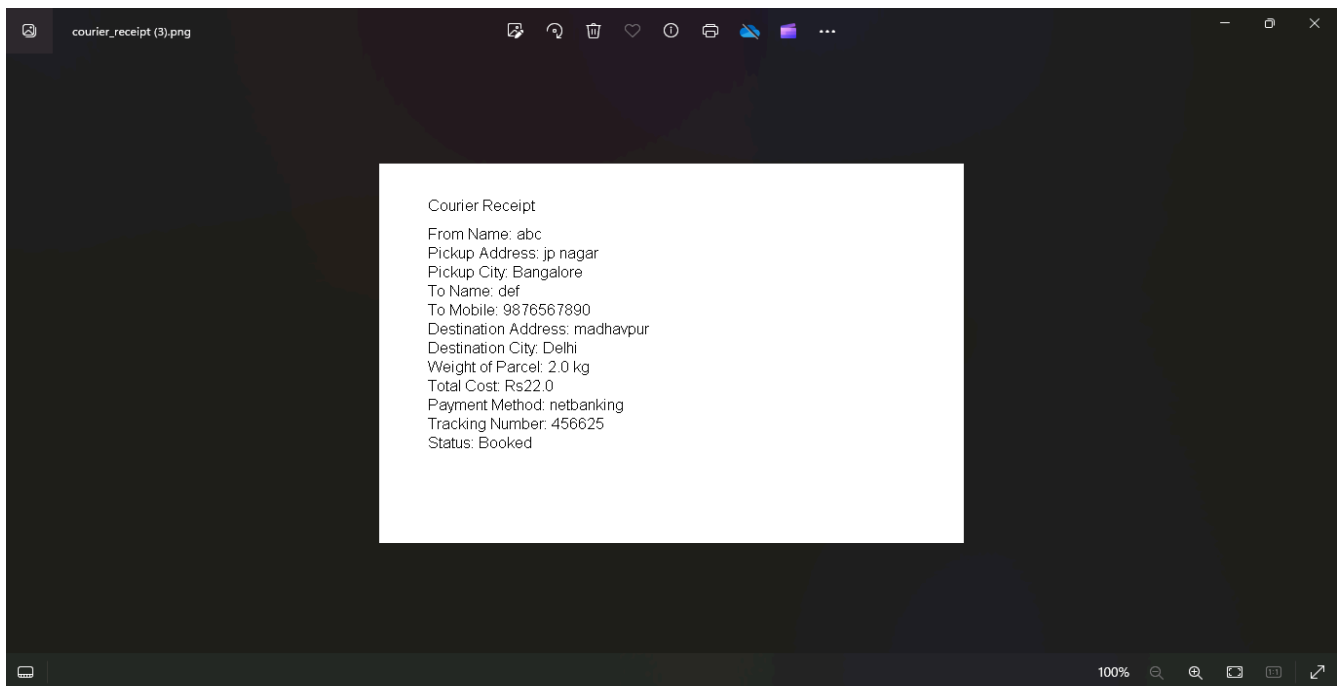 courier_receipt (3).png
Courier Receipt
From Name: abc
Pickup Address: jp nagar
Pickup City: Bangalore
To Name: def
To Mobile: 9876567890
Destination Address: madhavpur
Destination City: Delhi
Weight of Parcel: 2.0 kg
Total Cost: Rs22.0
Payment Method: netbanking
Tracking Number: 456625
Status: Booked
100%
1:1